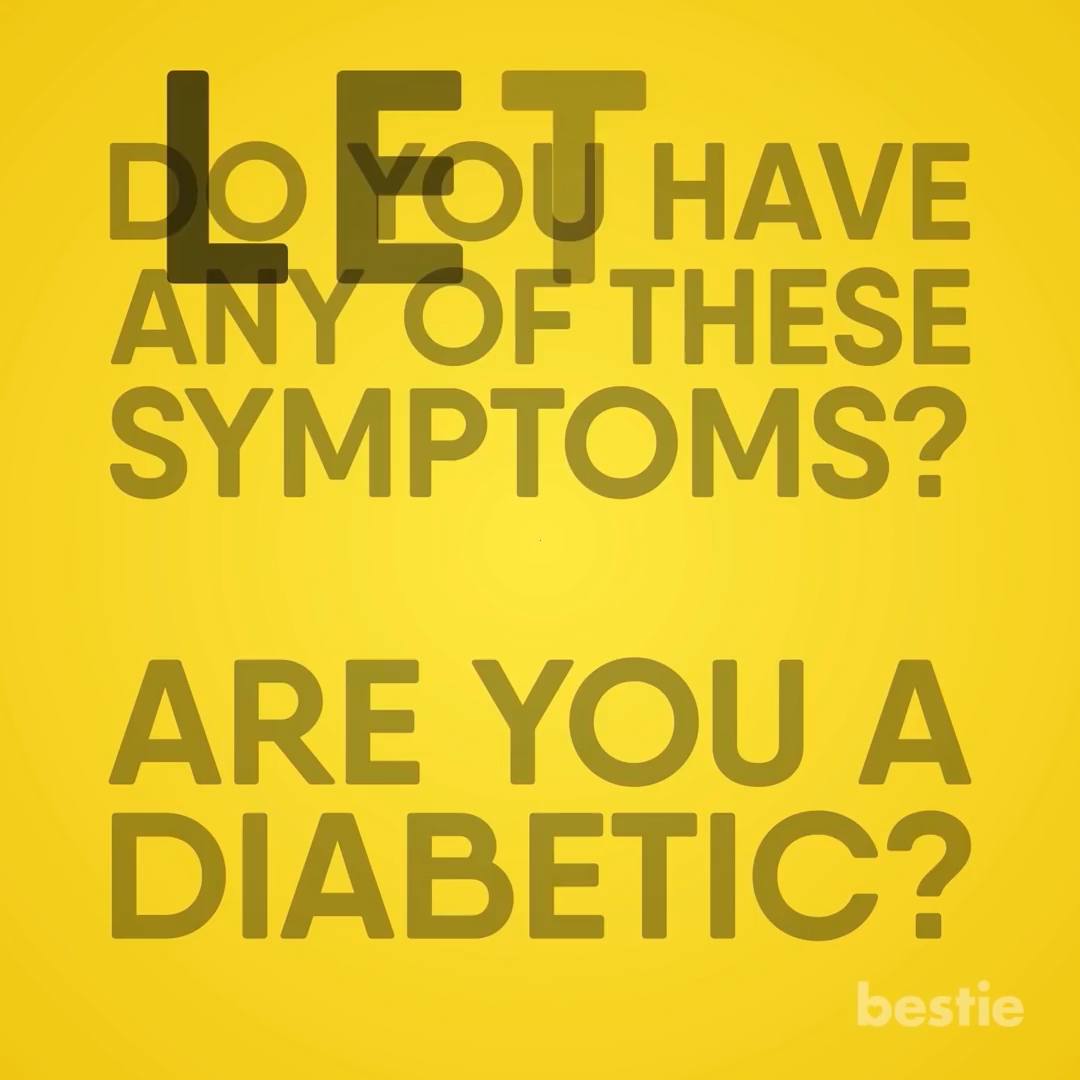 LET
DO YOU HAVE
ANY OF THESE
SYMPTOMS?
ARE YOU A
DIABETIC?
bestie